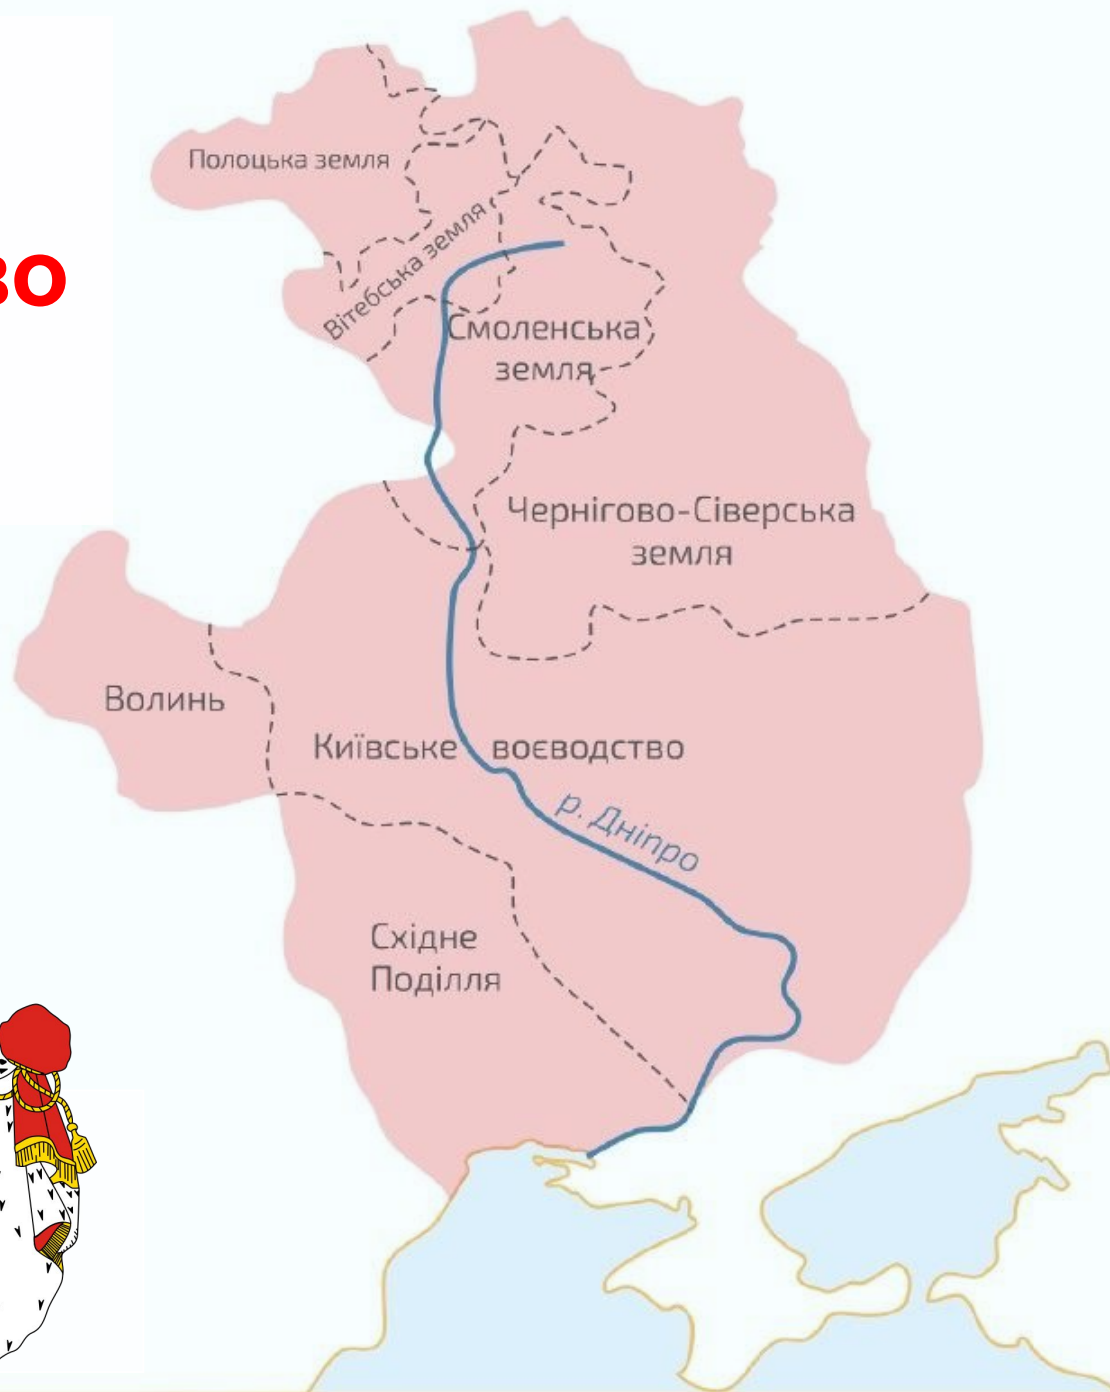 Полоцька земля
во
Вітебська земля
Смоленська
земля
Чернігово-Сіверська
земля
Волинь
Київське воєводство
р. Дніпро
Східне
Поділля